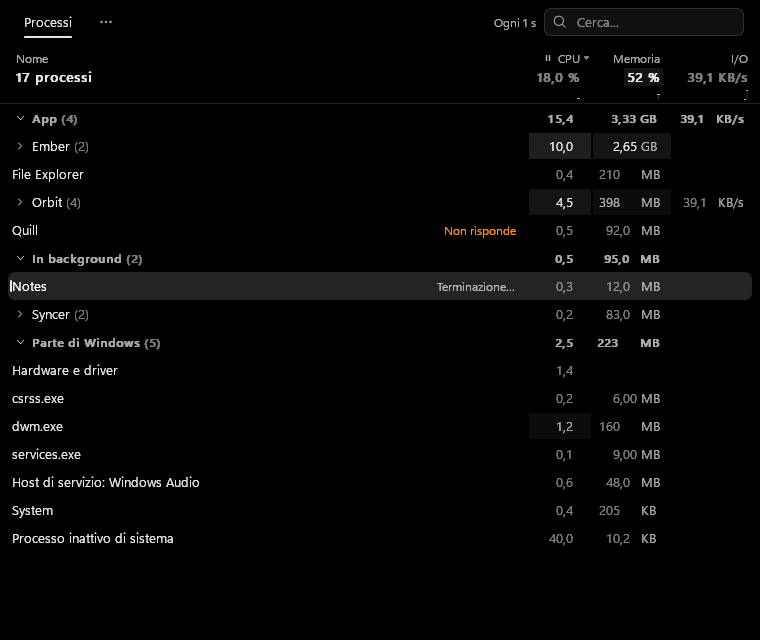 Processi ··· Ogni 1 s Cerca...
Nome CPU Memoria I/O
17 processi 18,0 % 52 % 39,1 KB/s
App (4) 15,4 3,33 GB 39,1 KB/s
Ember (2) 10,0 2,65 GB
File Explorer 0,4 210 MB
Orbit (4) 4,5 398 MB 39,1 KB/s
Quill Non risponde 0,5 92,0 MB
In background (2) 0,5 95,0 MB
Notes Terminazione... 0,3 12,0 MB
Syncer (2) 0,2 83,0 MB
Parte di Windows (5) 2,5 223 MB
Hardware e driver 1,4
csrss.exe 0,2 6,00 MB
dwm.exe 1,2 160 MB
services.exe 0,1 9,00 MB
Host di servizio: Windows Audio 0,6 48,0 MB
System 0,4 205 KB
Processo inattivo di sistema 40,0 10,2 KB